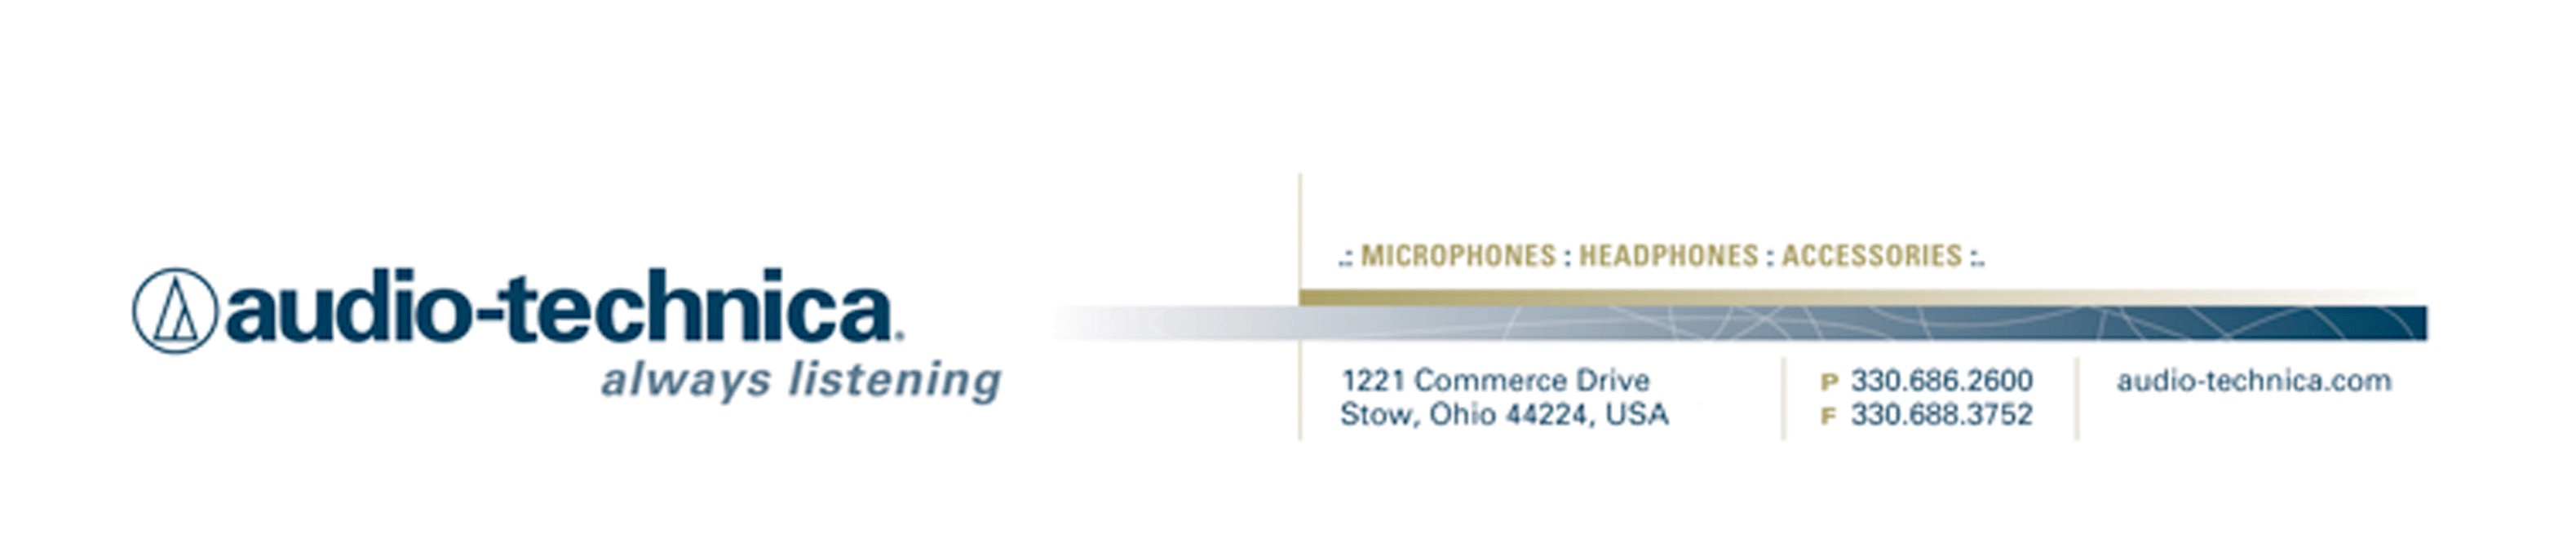 audio-technica.
always listening
.: MICROPHONES : HEADPHONES : ACCESSORIES :.
1221 Commerce Drive
Stow, Ohio 44224, USA
P 330.686.2600
F 330.688.3752
audio-technica.com